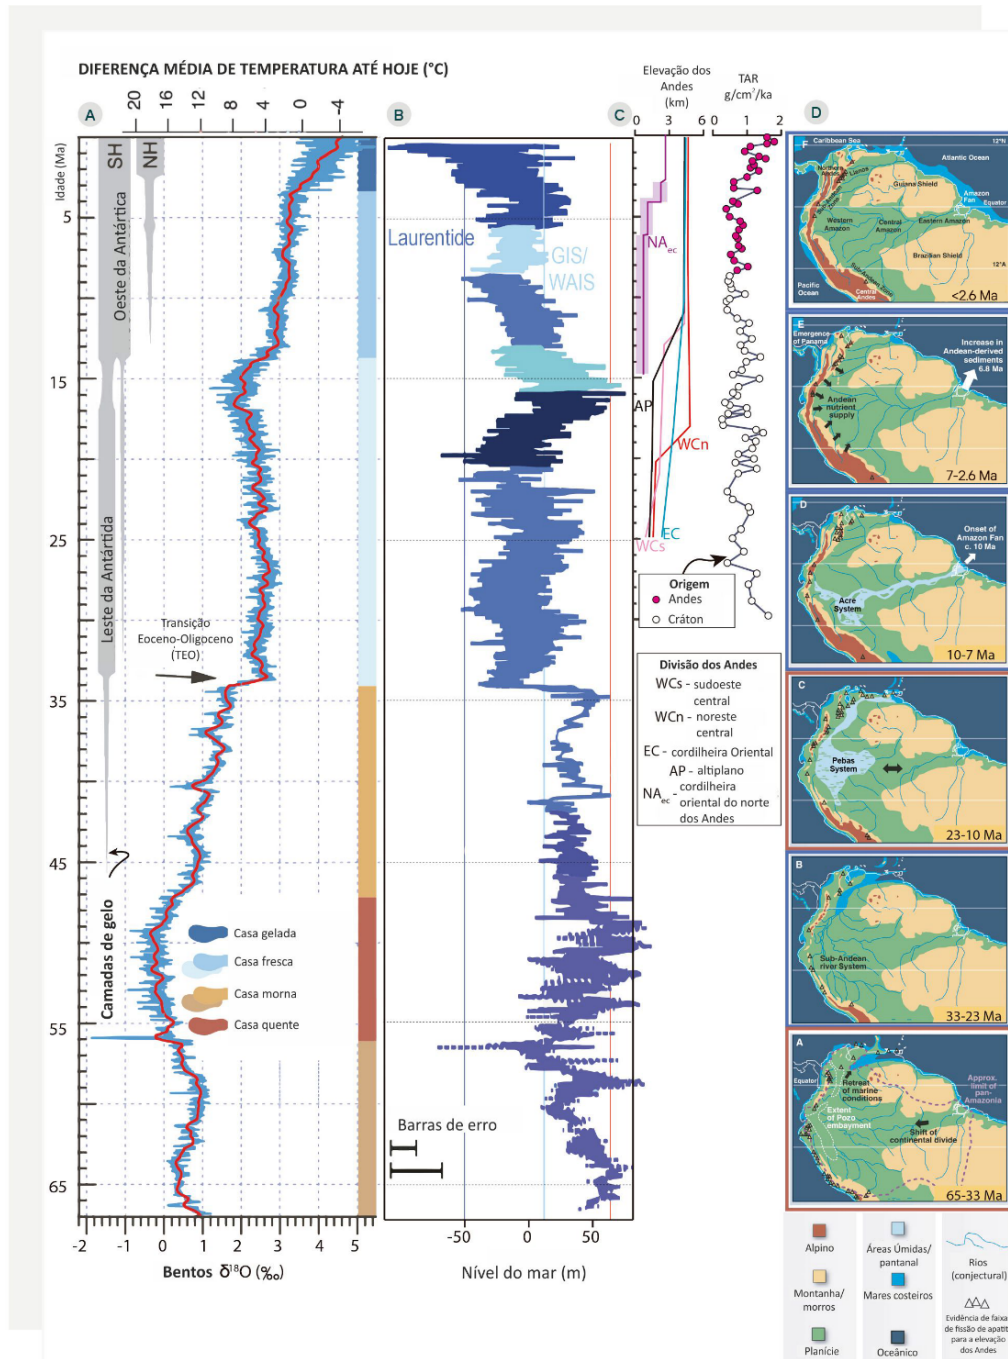 DIFERENÇA MÉDIA DE TEMPERATURA ATÉ HOJE (°C)
20 16 12 8 4 0 -4
A
SH
NH
Idade (Ma)
5
15
25
35
45
55
65
Oeste da Antártica
Leste da Antártida
Camadas de gelo
Transição
Eoceno-Oligoceno
(TEO)
Casa gelada
Casa fresca
Casa morna
Casa quente
-2 -1 0 1 2 3 4 5
Bentos δ¹⁸O (‰)
B
Laurentide
GIS/
WAIS
Barras de erro
-50 0 50
Nível do mar (m)
C
Elevação dos
Andes
(km)
0 3 6
TAR
g/cm²/ka
0 1 2
NAec
AP
WCn
EC
WCs
Origem
Andes
Cráton
Divisão dos Andes
WCs - sudoeste
central
WCn - noreste
central
EC - cordilheira Oriental
AP - altiplano
NAec - cordilheira
oriental do norte
dos Andes
D
F
Caribbean Sea
12°N
Atlantic Ocean
Northern Andes
Llanos
Guiana Shield
Amazon
Fan
Equator
Western
Amazon
Central
Amazon
Eastern Amazon
Brazilian Shield
12°A
Sub-Andean Zone
Pacific
Ocean
Central
Andes
<2.6 Ma
E
Emergence
of Panama
Increase in
Andean-derived
sediments
6.8 Ma
Andean
nutrient
supply
7-2.6 Ma
D
Onset of
Amazon Fan
c. 10 Ma
Acre
System
10-7 Ma
C
Pebas
System
23-10 Ma
B
Sub-Andean
river System
33-23 Ma
A
Equator
Retreat
of marine
conditions
Approx.
limit of
pan-
Amazonia
Extent
of Pozo
embayment
Shift of
continental divide
65-33 Ma
Alpino
Montanha/
morros
Planície
Áreas Úmidas/
pantanal
Mares costeiros
Oceânico
Rios
(conjectural)
Evidência de faixa
de fissão de apatit
para a elevação
dos Andes